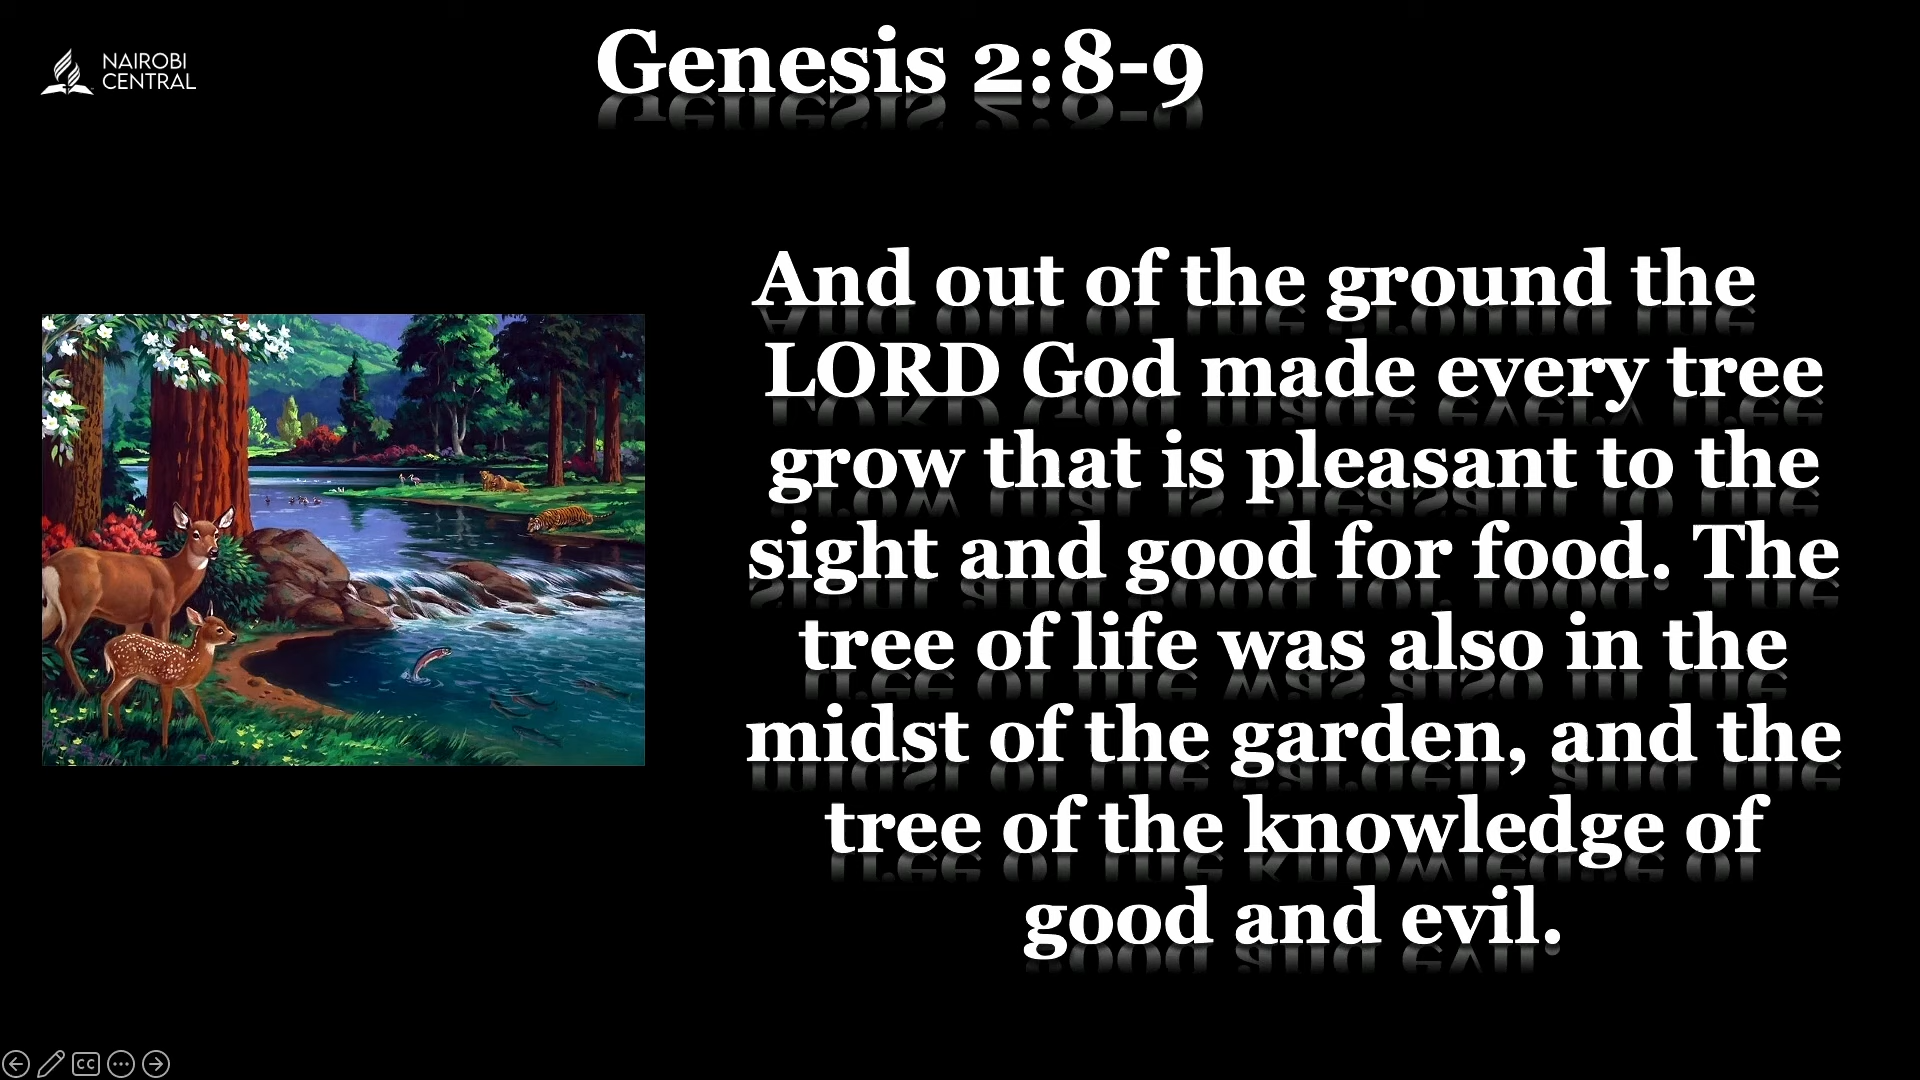 NAIROBI
CENTRAL
Genesis 2:8-9
And out of the ground the
LORD God made every tree
grow that is pleasant to the
sight and good for food. The
tree of life was also in the
midst of the garden, and the
tree of the knowledge of
good and evil.
CC